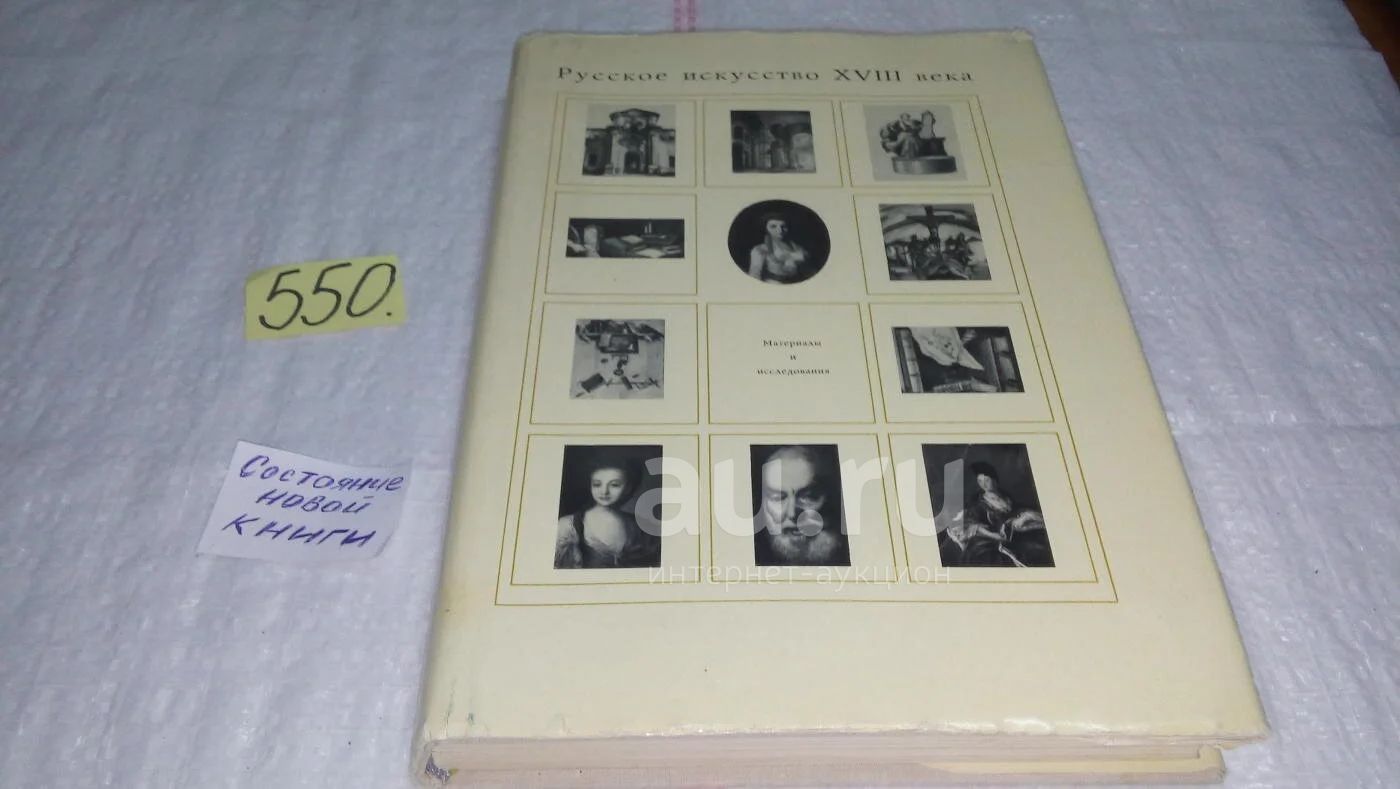 Русское искусство XVIII века
550.
Материалы
и
исследования
Состояние
новой
книги
au.ru
интернет-аукцион